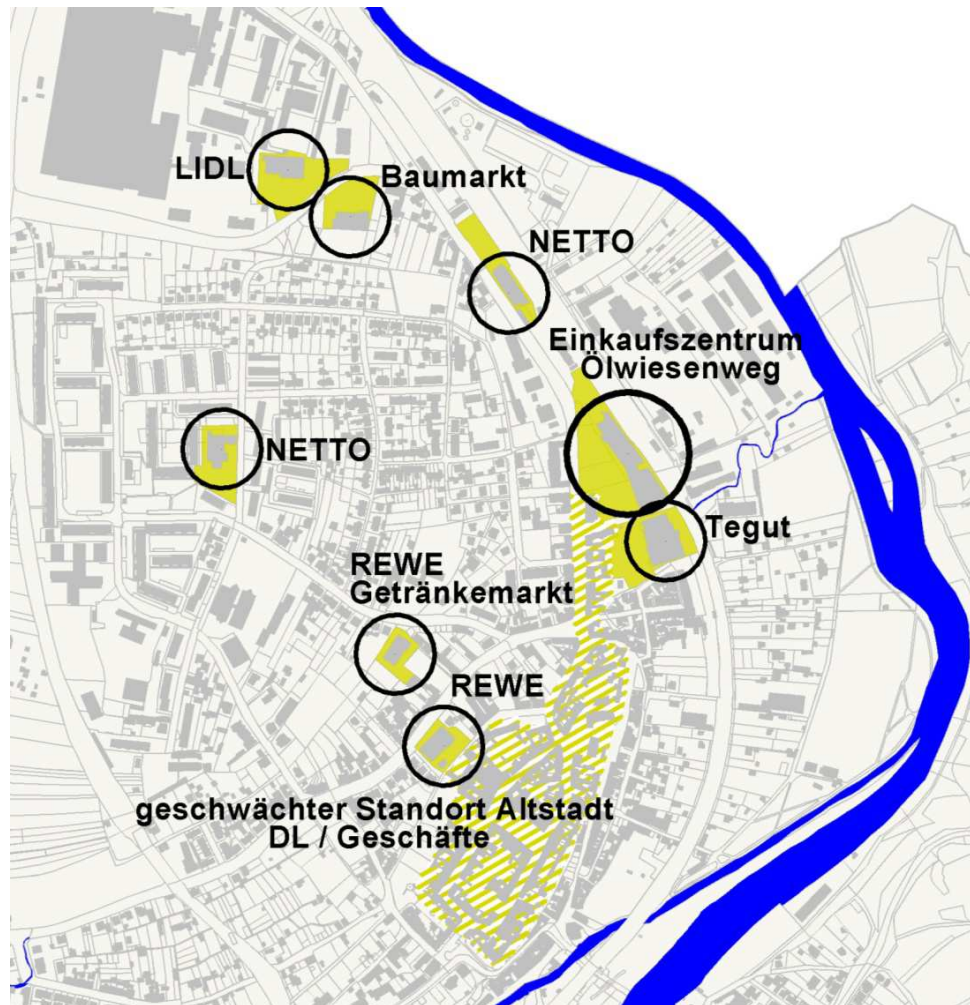 LIDL
Baumarkt
NETTO
Einkaufszentrum
Ölwiesenweg
NETTO
Tegut
REWE
Getränkemarkt
REWE
geschwächter Standort Altstadt
DL / Geschäfte